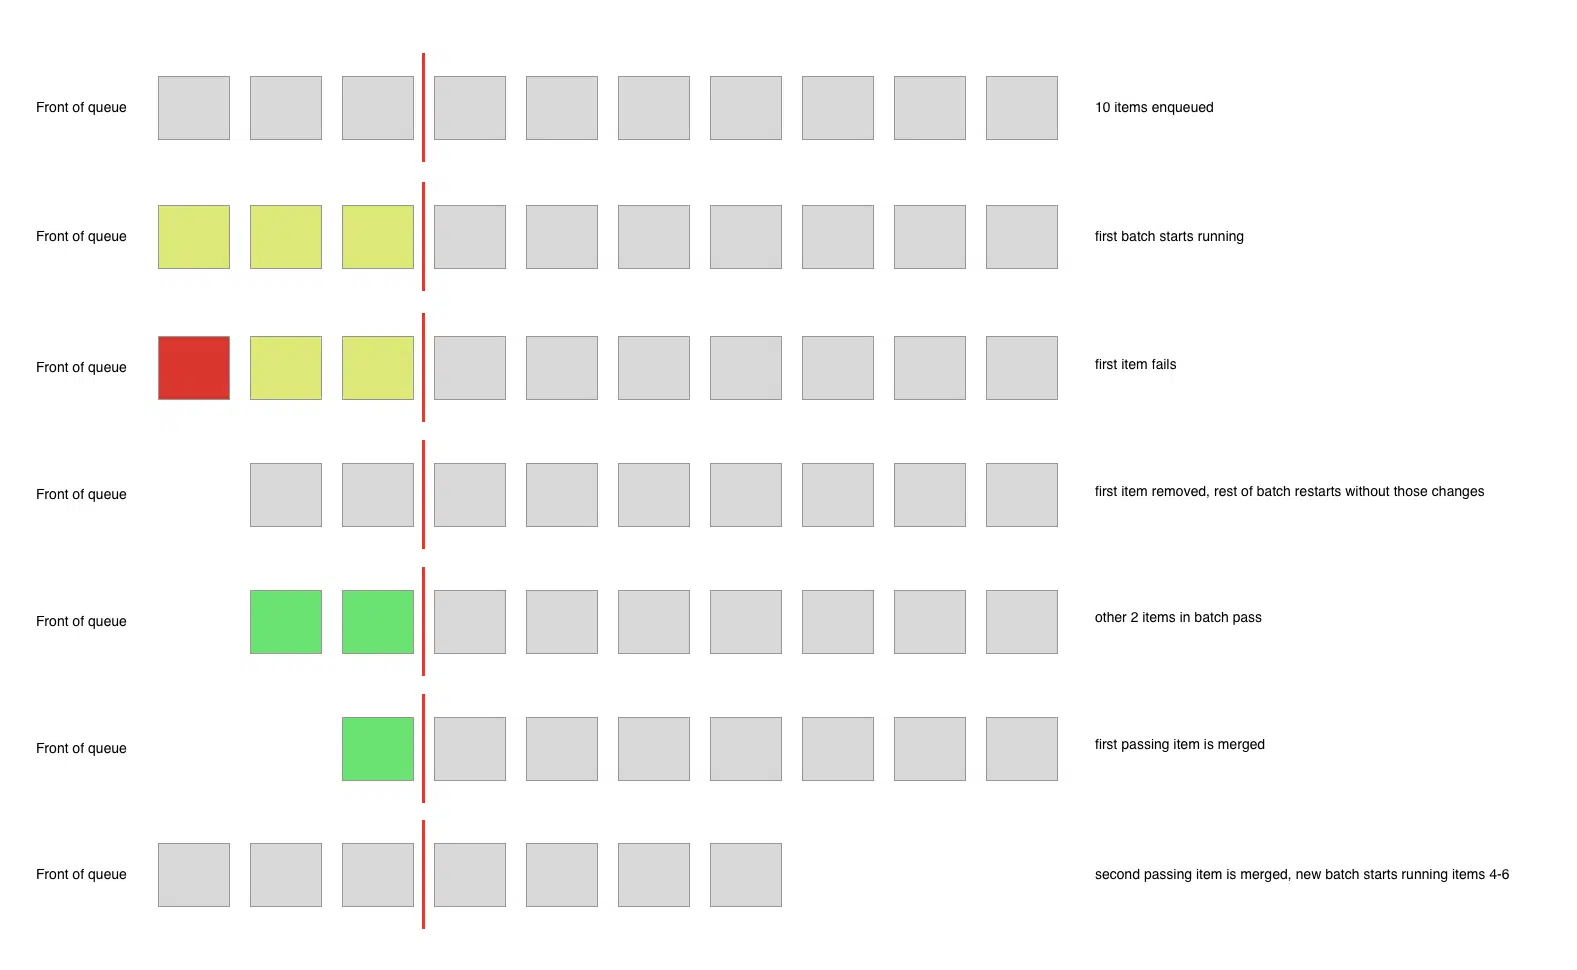 Front of queue 10 items enqueued
Front of queue first batch starts running
Front of queue first item fails
Front of queue first item removed, rest of batch restarts without those changes
Front of queue other 2 items in batch pass
Front of queue first passing item is merged
Front of queue second passing item is merged, new batch starts running items 4-6